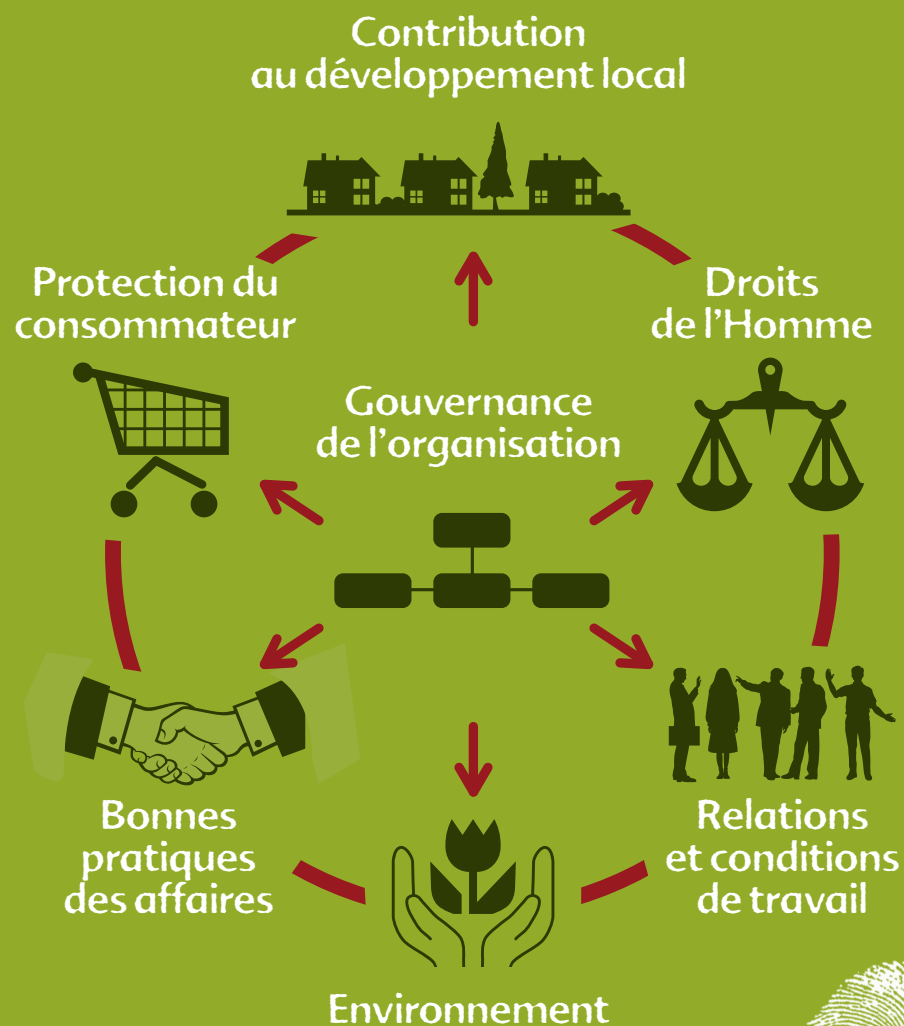 Contribution
au développement local
Protection du
consommateur
Droits
de l'Homme
Gouvernance
de l'organisation
Bonnes
pratiques
des affaires
Relations
et conditions
de travail
Environnement